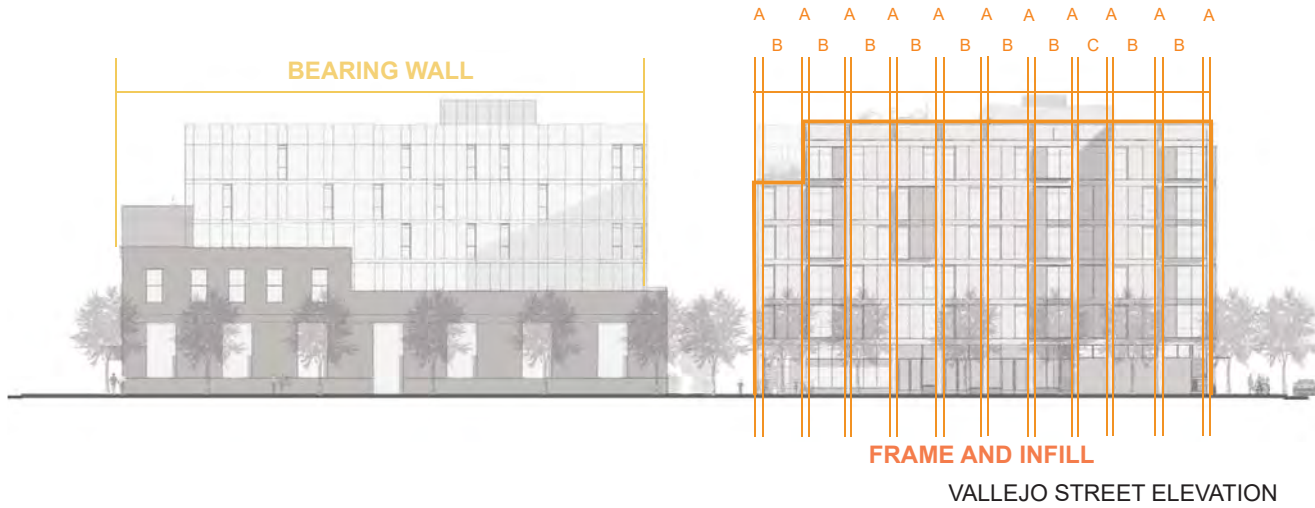 A A A A A A A A A A A
B B B B B B B C B B
BEARING WALL
FRAME AND INFILL
VALLEJO STREET ELEVATION